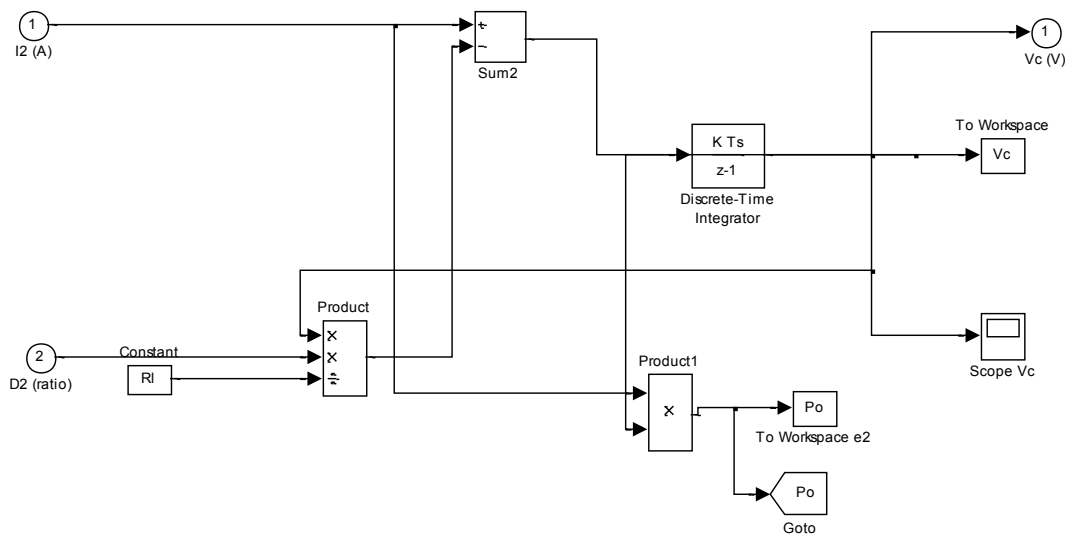 1
I2 (A)
+
−
Sum2
1
Vc (V)
K Ts
z-1
Discrete-Time
Integrator
To Workspace
Vc
Product
×
×
÷
2
D2 (ratio)
Constant
Rl
Scope Vc
Product1
×
Po
To Workspace e2
Po
Goto